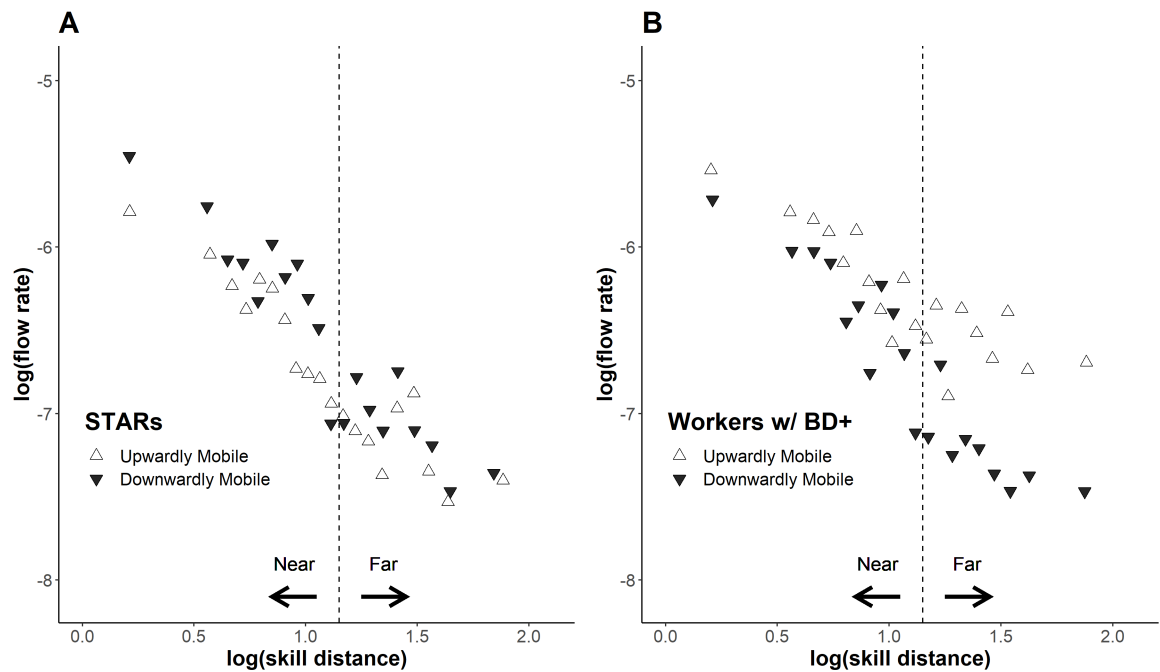 A
-5
-6
-7
-8
log(flow rate)
STARs
Upwardly Mobile
Downwardly Mobile
Near
Far
0.0
0.5
1.0
1.5
2.0
log(skill distance)
B
-5
-6
-7
-8
log(flow rate)
Workers w/ BD+
Upwardly Mobile
Downwardly Mobile
Near
Far
0.0
0.5
1.0
1.5
2.0
log(skill distance)